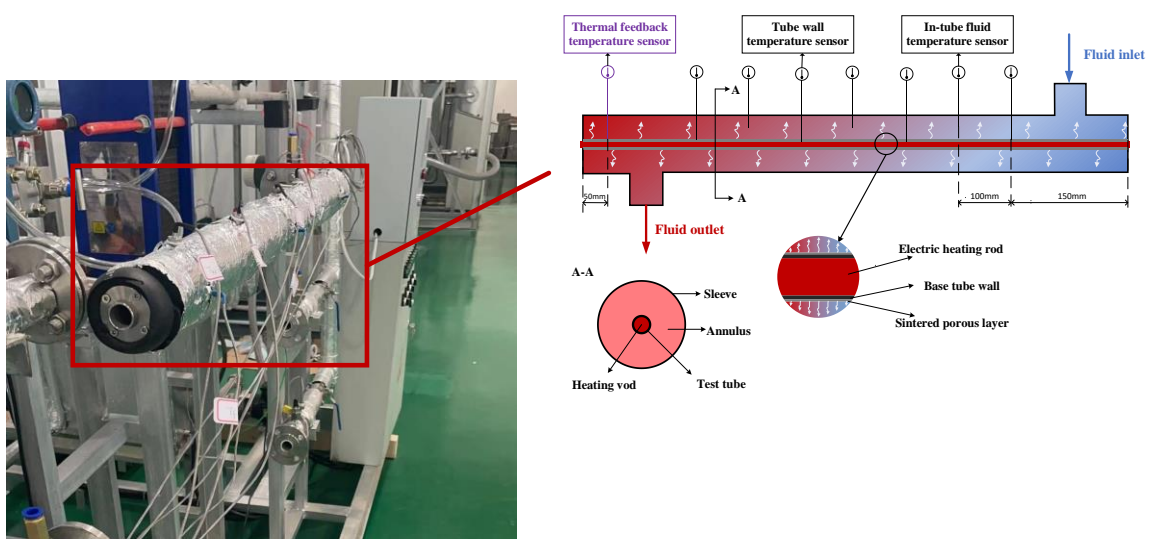 Thermal feedback
temperature sensor
Tube wall
temperature sensor
In-tube fluid
temperature sensor
Fluid inlet
A
A
50mm
100mm
150mm
Fluid outlet
A-A
Sleeve
Annulus
Heating vod
Test tube
Electric heating rod
Base tube wall
Sintered porous layer